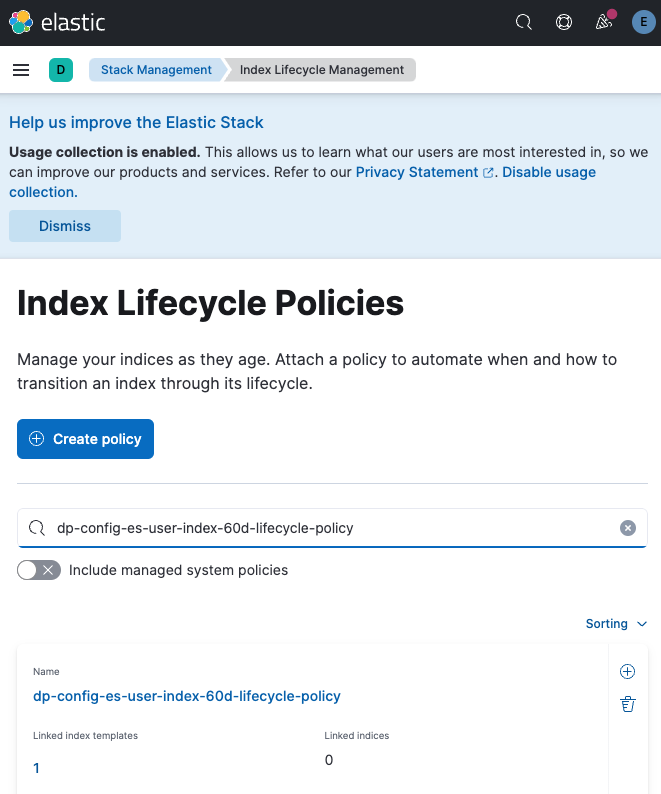 elastic
E
D
Stack Management
Index Lifecycle Management
Help us improve the Elastic Stack
Usage collection is enabled. This allows us to learn what our users are most interested in, so we
can improve our products and services. Refer to our Privacy Statement. Disable usage
collection.
Dismiss
Index Lifecycle Policies
Manage your indices as they age. Attach a policy to automate when and how to
transition an index through its lifecycle.
Create policy
dp-config-es-user-index-60d-lifecycle-policy
Include managed system policies
Sorting
Name
dp-config-es-user-index-60d-lifecycle-policy
Linked index templates
Linked indices
1
0